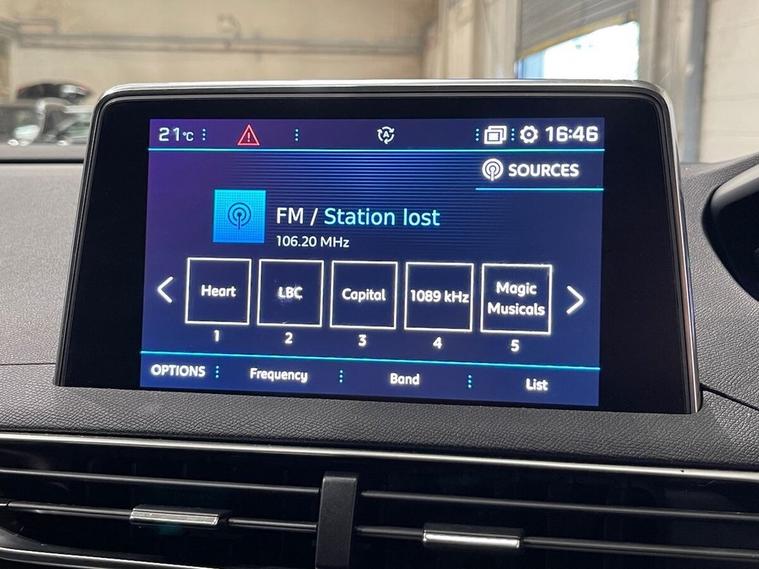 21°C 16:46
SOURCES
FM / Station lost
106.20 MHz
Heart LBC Capital 1089 kHz Magic
Musicals
1 2 3 4 5
OPTIONS Frequency Band List